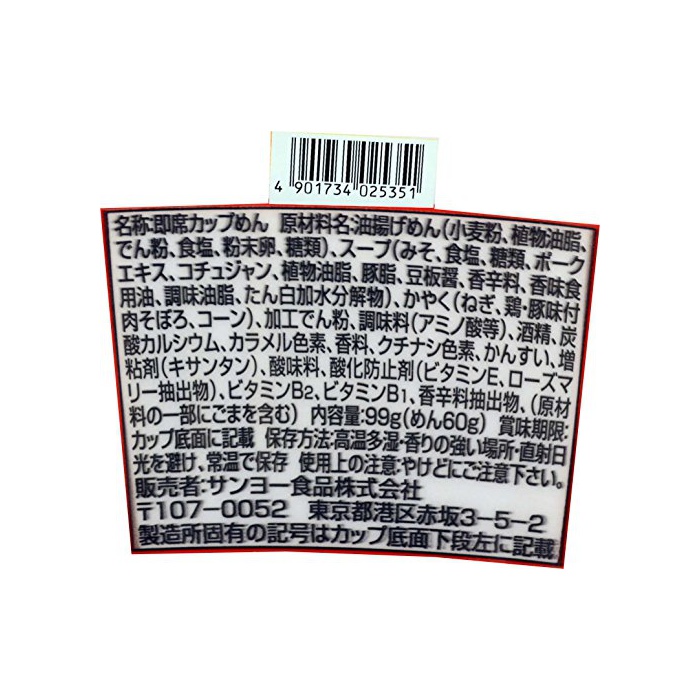 4 901734 025351
名称:即席カップめん 原材料名:油揚げめん(小麦粉、植物油脂、
でん粉、食塩、粉末卵、糖類)、スープ(みそ、食塩、糖類、ポーク
エキス、コチュジャン、植物油脂、豚脂、豆板醤、香辛料、香味食
用油、調味油脂、たん白加水分解物)、かやく(ねぎ、鶏・豚味付
肉そぼろ、コーン)、加工でん粉、調味料(アミノ酸等)、酒精、炭
酸カルシウム、カラメル色素、香料、クチナシ色素、かんすい、増
粘剤(キサンタン)、酸味料、酸化防止剤(ビタミンE、ローズマ
リー抽出物)、ビタミンB2、ビタミンB1、香辛料抽出物、(原材
料の一部にごまを含む) 内容量:99g(めん60g) 賞味期限:
カップ底面に記載 保存方法:高温多湿・香りの強い場所・直射日
光を避け、常温で保存 使用上の注意:やけどにご注意下さい。
販売者:サンヨー食品株式会社
〒107-0052 東京都港区赤坂3-5-2
製造所固有の記号はカップ底面下段左に記載